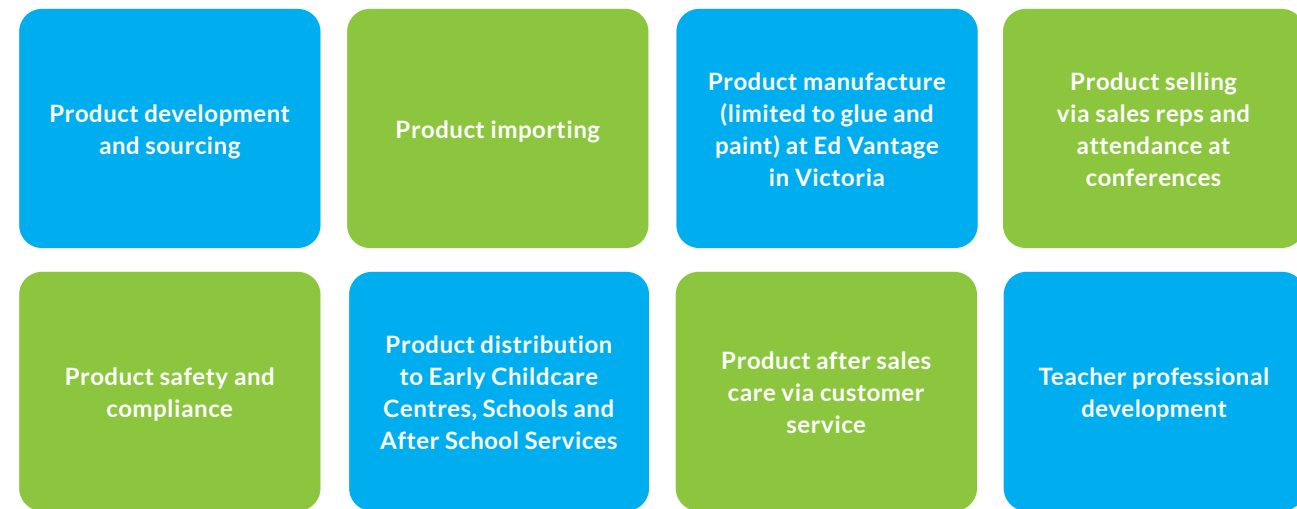 Product development
and sourcing
Product importing
Product manufacture
(limited to glue and
paint) at Ed Vantage
in Victoria
Product selling
via sales reps and
attendance at
conferences
Product safety and
compliance
Product distribution
to Early Childcare
Centres, Schools and
After School Services
Product after sales
care via customer
service
Teacher professional
development